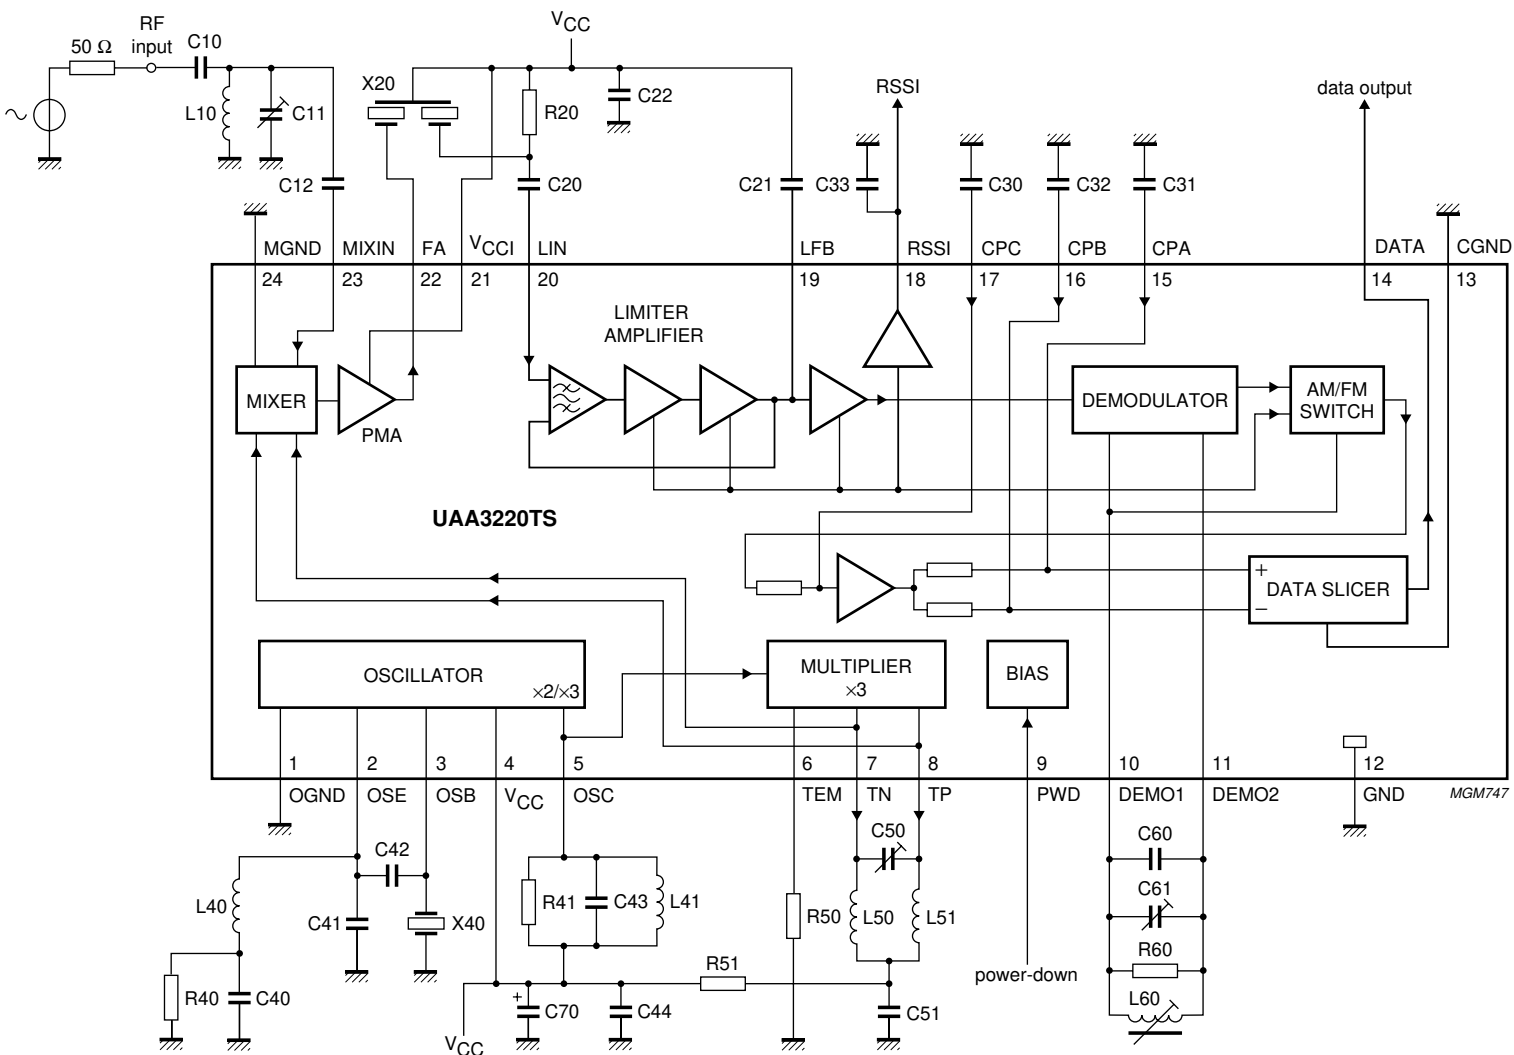 VCC
RF
input
50 Ω
C10
L10
C11
C12
X20
R20
C22
C20
C21
RSSI
C33
C30
C32
C31
data output
MGND
MIXIN
FA
VCCI
LIN
LFB
RSSI
CPC
CPB
CPA
DATA
CGND
24
23
22
21
20
19
18
17
16
15
14
13
LIMITER
AMPLIFIER
MIXER
PMA
DEMODULATOR
AM/FM
SWITCH
UAA3220TS
+
DATA SLICER
−
OSCILLATOR
×2/×3
MULTIPLIER
×3
BIAS
1
2
3
4
5
6
7
8
9
10
11
12
OGND
OSE
OSB
VCC
OSC
TEM
TN
TP
PWD
DEMO1
DEMO2
GND
MGM747
C42
C50
C60
L40
C41
X40
R41
C43
L41
R50
L50
L51
C61
R60
R40
C40
R51
power-down
L60
+
C70
C44
C51
VCC